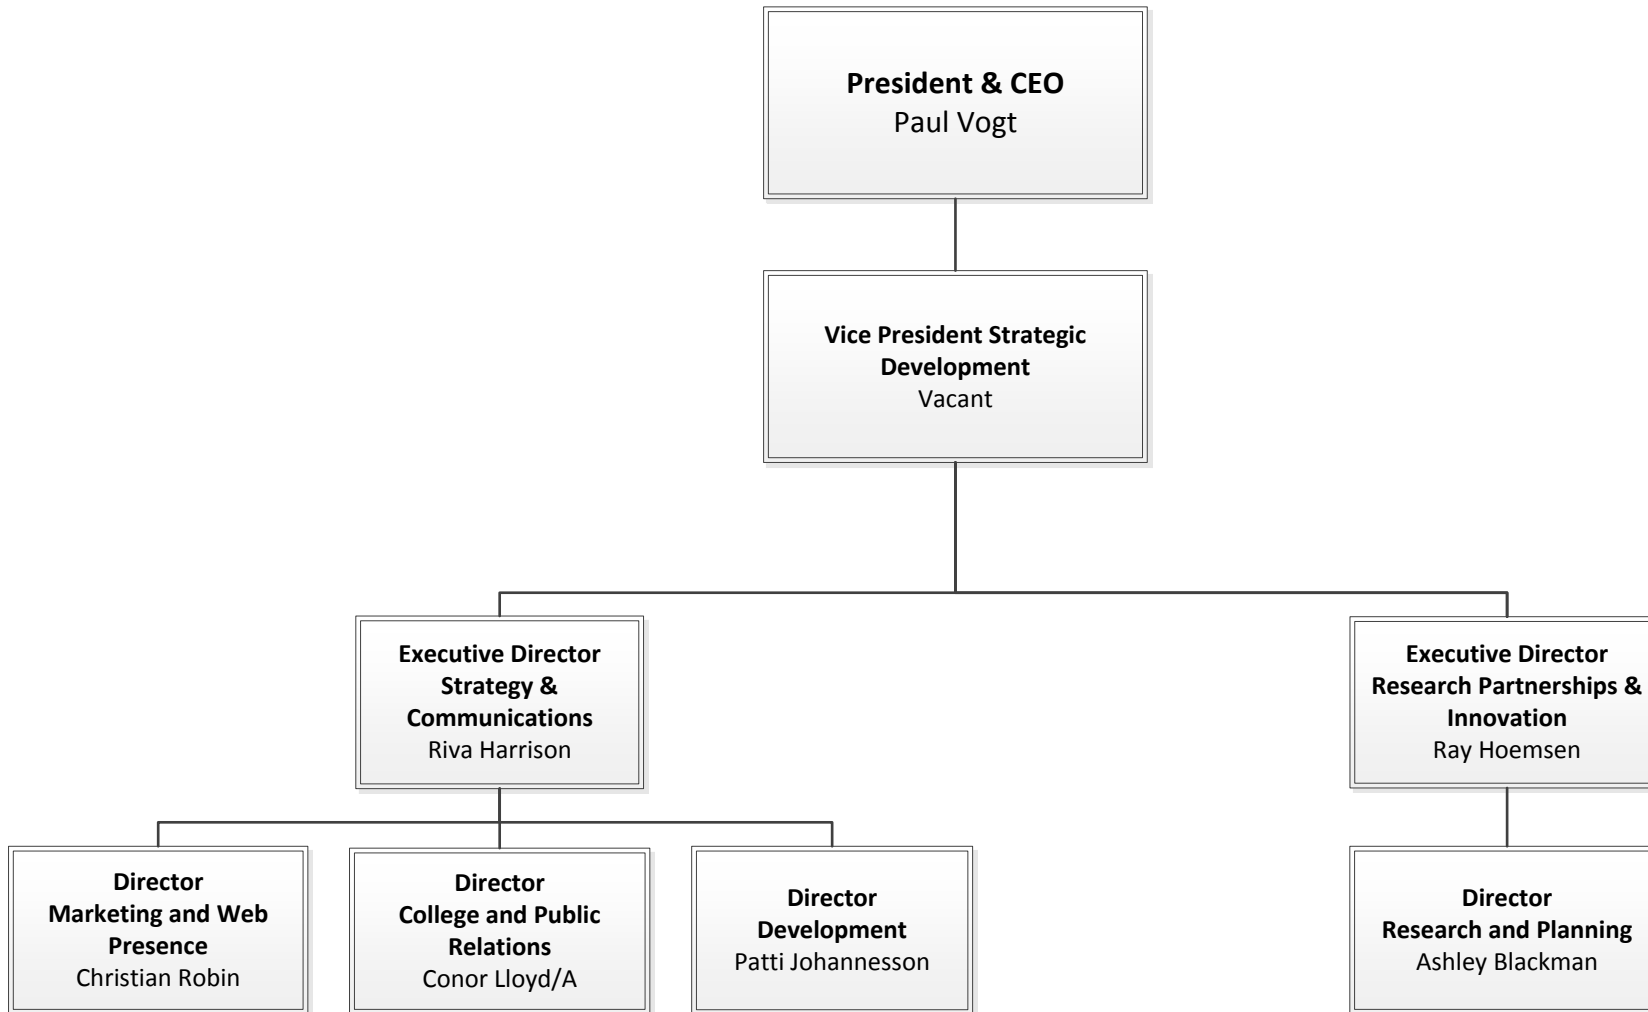 President & CEO
Paul Vogt
Vice President Strategic
Development
Vacant
Executive Director
Strategy &
Communications
Riva Harrison
Executive Director
Research Partnerships &
Innovation
Ray Hoemsen
Director
Marketing and Web
Presence
Christian Robin
Director
College and Public
Relations
Conor Lloyd/A
Director
Development
Patti Johannesson
Director
Research and Planning
Ashley Blackman